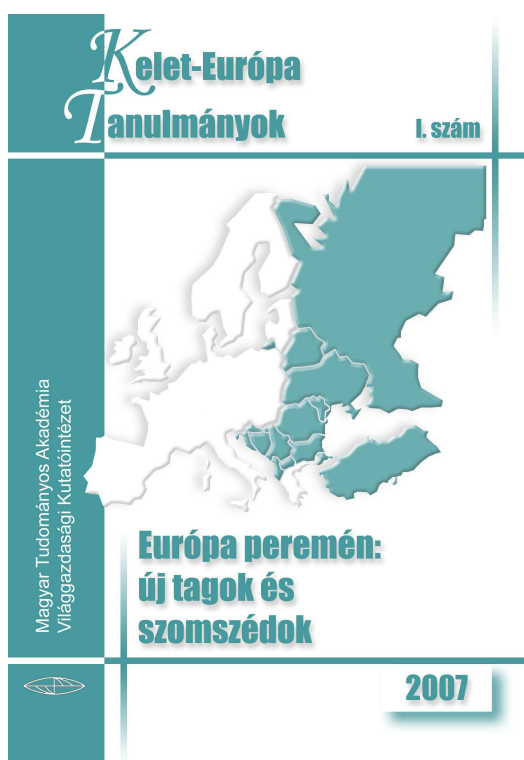 Kelet-Európa
Tanulmányok
I. szám
Magyar Tudományos Akadémia
Világgazdasági Kutatóintézet
Európa peremén:
új tagok és
szomszédok
2007